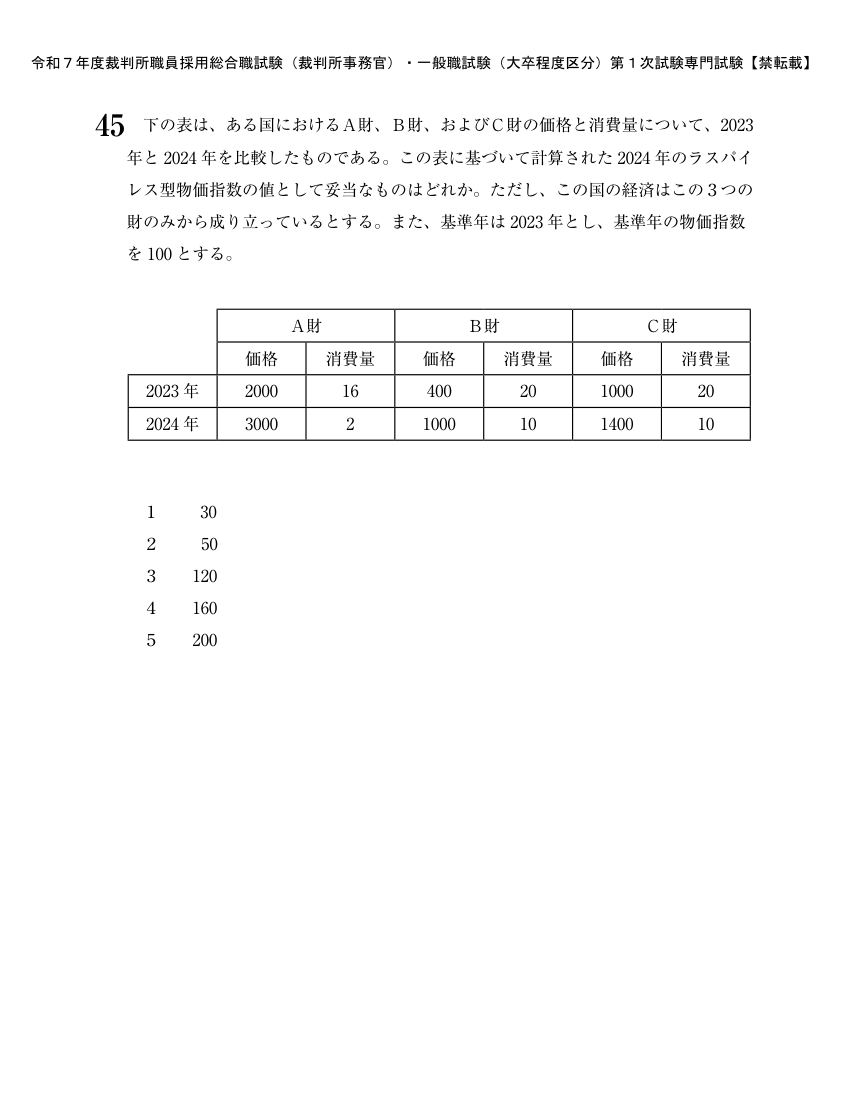 令和７年度裁判所職員採用総合職試験（裁判所事務官）・一般職試験（大卒程度区分）第１次試験専門試験【禁転載】
45　下の表は、ある国におけるＡ財、Ｂ財、およびＣ財の価格と消費量について、2023
年と 2024 年を比較したものである。この表に基づいて計算された 2024 年のラスパイ
レス型物価指数の値として妥当なものはどれか。ただし、この国の経済はこの３つの
財のみから成り立っているとする。また、基準年は 2023 年とし、基準年の物価指数
を 100 とする。
Ａ財 Ｂ財 Ｃ財
価格 消費量 価格 消費量 価格 消費量
2023 年 2000 16 400 20 1000 20
2024 年 3000 2 1000 10 1400 10
1 30
2 50
3 120
4 160
5 200